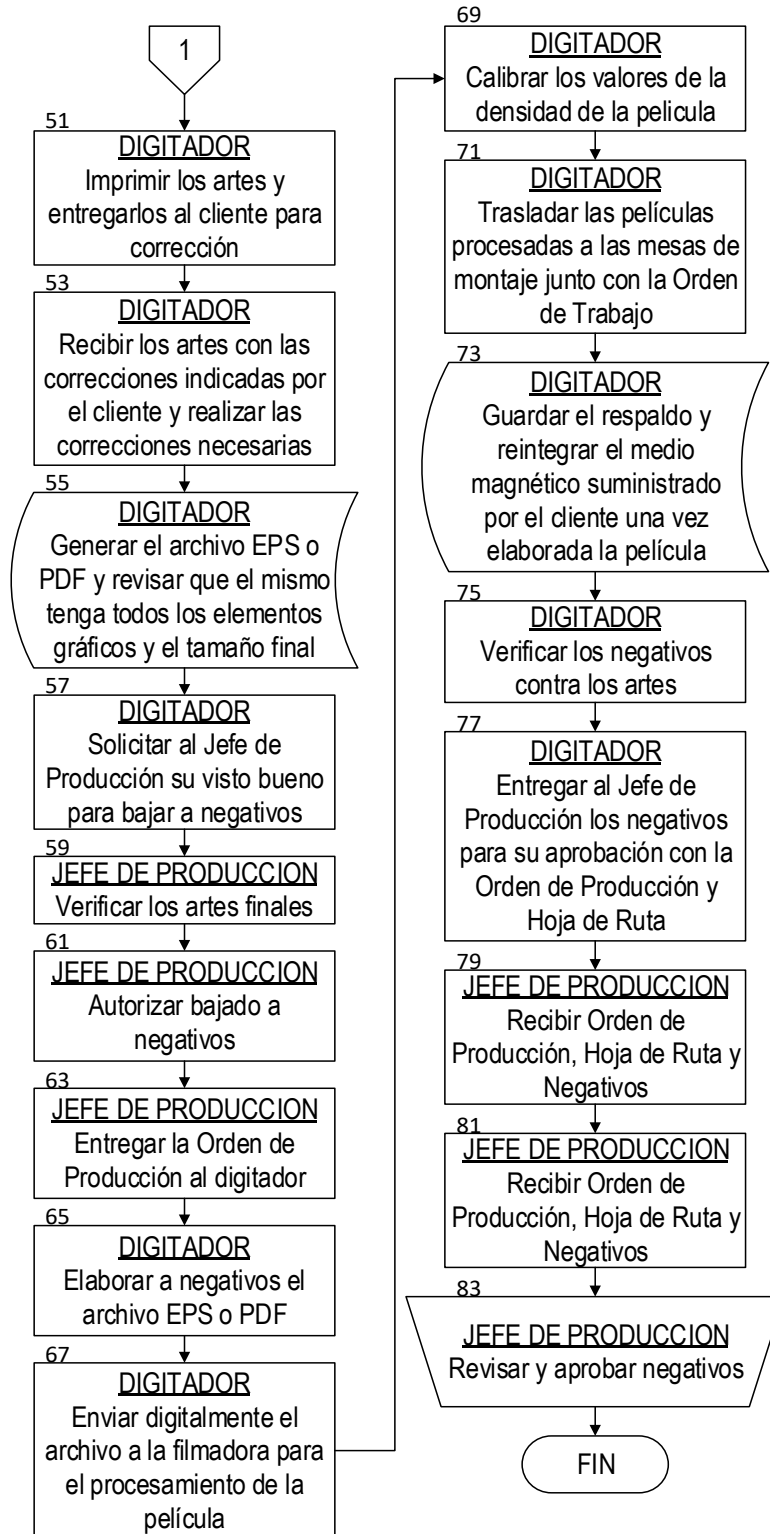 1
51
DIGITADOR
Imprimir los artes y
entregarlos al cliente para
corrección
53
DIGITADOR
Recibir los artes con las
correcciones indicadas por
el cliente y realizar las
correcciones necesarias
55
DIGITADOR
Generar el archivo EPS o
PDF y revisar que el mismo
tenga todos los elementos
gráficos y el tamaño final
57
DIGITADOR
Solicitar al Jefe de
Producción su visto bueno
para bajar a negativos
59
JEFE DE PRODUCCION
Verificar los artes finales
61
JEFE DE PRODUCCION
Autorizar bajado a
negativos
63
JEFE DE PRODUCCION
Entregar la Orden de
Producción al digitador
65
DIGITADOR
Elaborar a negativos el
archivo EPS o PDF
67
DIGITADOR
Enviar digitalmente el
archivo a la filmadora para
el procesamiento de la
película
69
DIGITADOR
Calibrar los valores de la
densidad de la pelicula
71
DIGITADOR
Trasladar las películas
procesadas a las mesas de
montaje junto con la Orden
de Trabajo
73
DIGITADOR
Guardar el respaldo y
reintegrar el medio
magnético suministrado
por el cliente una vez
elaborada la película
75
DIGITADOR
Verificar los negativos
contra los artes
77
DIGITADOR
Entregar al Jefe de
Producción los negativos
para su aprobación con la
Orden de Producción y
Hoja de Ruta
79
JEFE DE PRODUCCION
Recibir Orden de
Producción, Hoja de Ruta y
Negativos
81
JEFE DE PRODUCCION
Recibir Orden de
Producción, Hoja de Ruta y
Negativos
83
JEFE DE PRODUCCION
Revisar y aprobar negativos
FIN